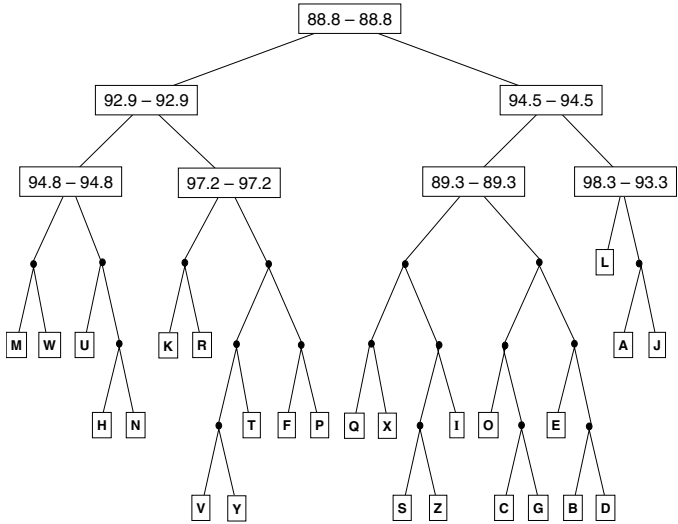 88.8 – 88.8
92.9 – 92.9 94.5 – 94.5
94.8 – 94.8 97.2 – 97.2 89.3 – 89.3 98.3 – 93.3
L
M W U K R A J
H N T F P Q X I O E
V Y S Z C G B D